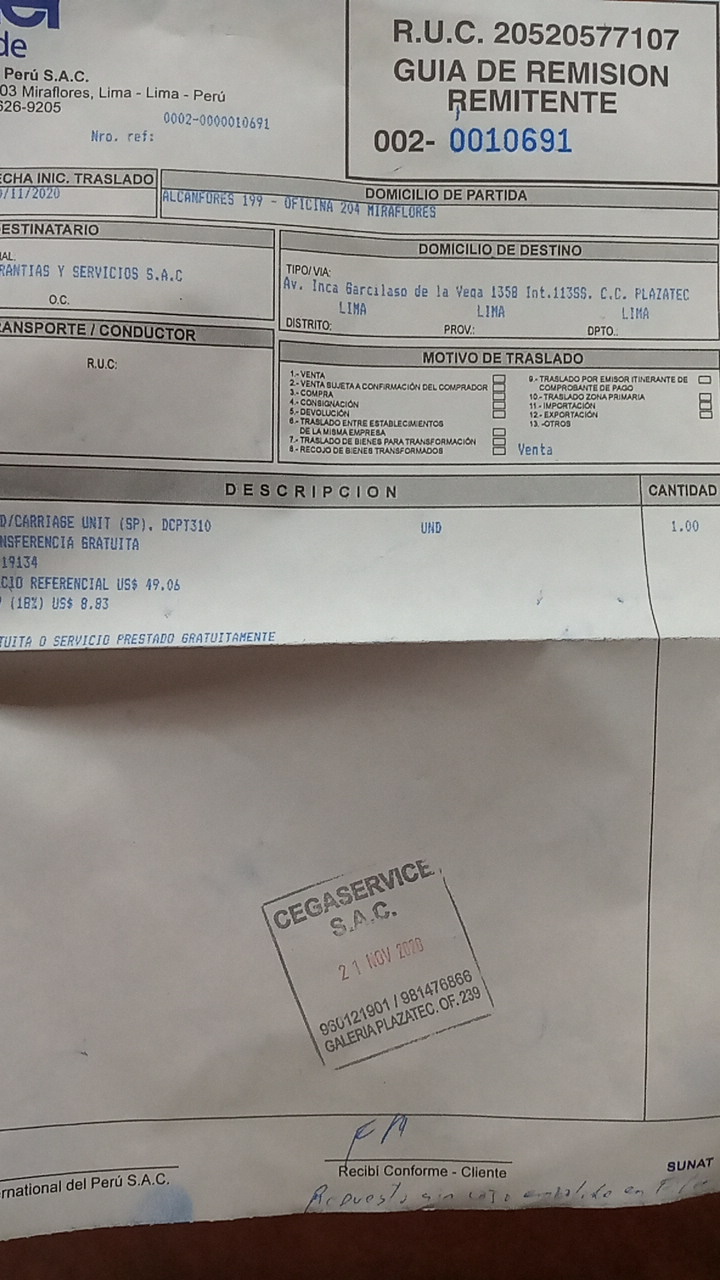 de
Perú S.A.C.
03 Miraflores, Lima - Lima - Perú
626-9205
0002-0000010691
Nro. ref:
R.U.C. 20520577107
GUIA DE REMISION
REMITENTE
002- 0010691
ECHA INIC. TRASLADO
/11/2020
DOMICILIO DE PARTIDA
ALCANFORES 199 - OFICINA 204 MIRAFLORES
ESTINATARIO
AL.
RANTIAS Y SERVICIOS S.A.C
O.C.
DOMICILIO DE DESTINO
TIPO/VIA:
Av. Inca Garcilaso de la Vega 1358 Int.113SS. C.C. PLAZATEC
LIMA LIMA LIMA
DISTRITO: PROV.: DPTO.:
ANSPORTE / CONDUCTOR
R.U.C:
MOTIVO DE TRASLADO
1.- VENTA
2.- VENTA SUJETA A CONFIRMACIÓN DEL COMPRADOR
3.- COMPRA
4.- CONSIGNACIÓN
5.- DEVOLUCIÓN
6.- TRASLADO ENTRE ESTABLECIMIENTOS
DE LA MISMA EMPRESA
7.- TRASLADO DE BIENES PARA TRANSFORMACIÓN
8.- RECOJO DE BIENES TRANSFORMADOS
9.- TRASLADO POR EMISOR ITINERANTE DE
COMPROBANTE DE PAGO
10.- TRASLADO ZONA PRIMARIA
11.- IMPORTACIÓN
12.- EXPORTACIÓN
13.-OTROS
Venta
DESCRIPCION CANTIDAD
D/CARRIAGE UNIT (SP). DCPT310 UND 1.00
NSFERENCIA GRATUITA
19134
CIO REFERENCIAL US$ 49.06
(18%) US$ 8.83
TUITA O SERVICIO PRESTADO GRATUITAMENTE
CEGASERVICE
S.A.C.
21 NOV 2020
960121901 / 981476866
GALERIA PLAZATEC. OF. 239
rnational del Perú S.A.C.
Recibí Conforme - Cliente
SUNAT
Repuesto sin caja en